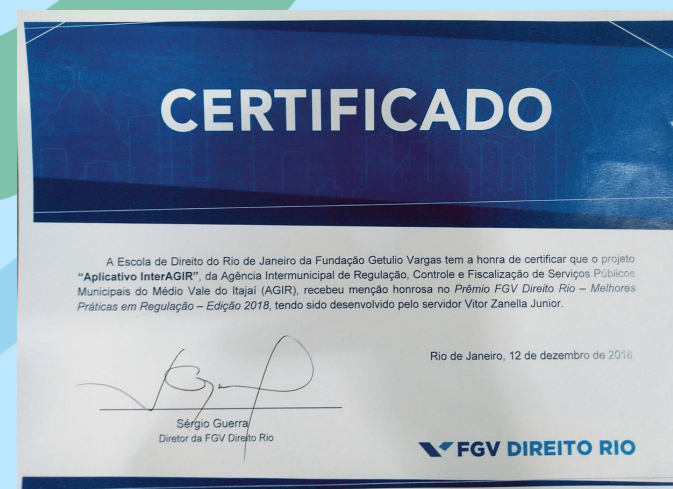 CERTIFICADO
A Escola de Direito do Rio de Janeiro da Fundação Getulio Vargas tem a honra de certificar que o projeto
"Aplicativo InterAGIR", da Agência Intermunicipal de Regulação, Controle e Fiscalização de Serviços Públicos
Municipais do Médio Vale do Itajaí (AGIR), recebeu menção honrosa no Prêmio FGV Direito Rio – Melhores
Práticas em Regulação – Edição 2018, tendo sido desenvolvido pelo servidor Vitor Zanella Junior.
Rio de Janeiro, 12 de dezembro de 2018
Sérgio Guerra
Diretor da FGV Direito Rio
FGV DIREITO RIO